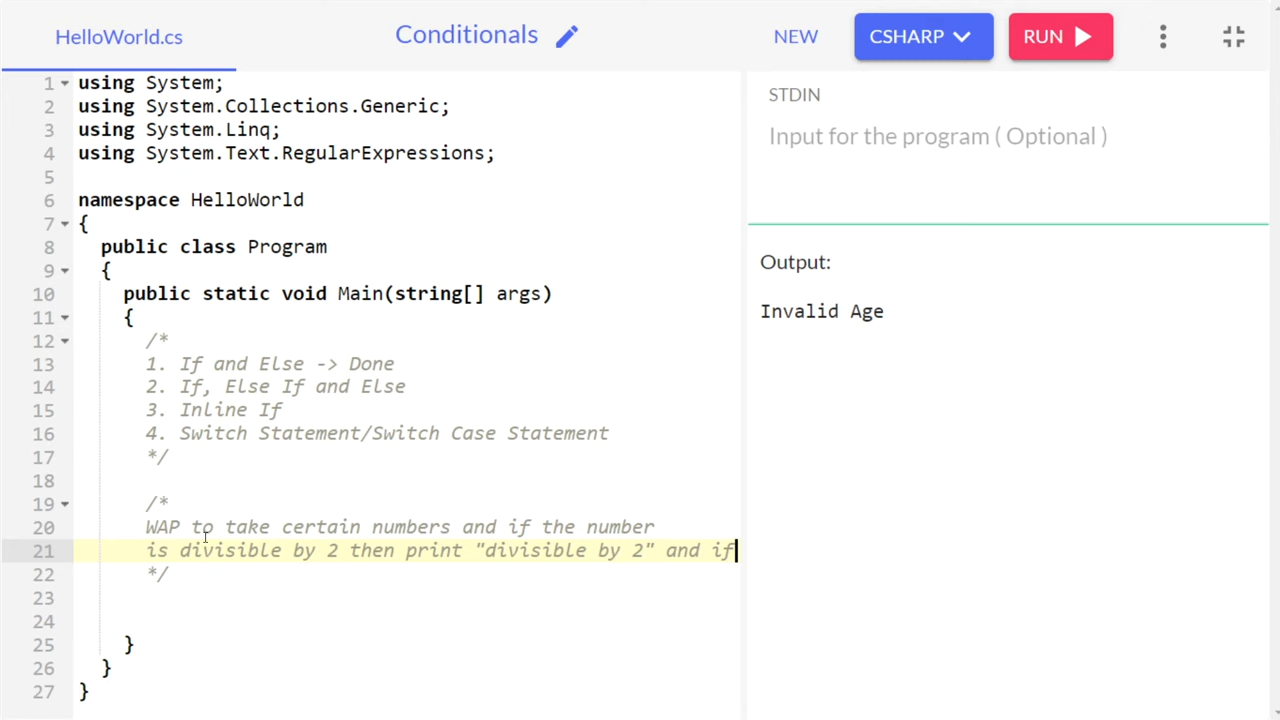 HelloWorld.cs
Conditionals
NEW
CSHARP
RUN
1 using System;
2 using System.Collections.Generic;
3 using System.Linq;
4 using System.Text.RegularExpressions;
5
6 namespace HelloWorld
7 {
8 public class Program
9 {
10 public static void Main(string[] args)
11 {
12 /*
13 1. If and Else -> Done
14 2. If, Else If and Else
15 3. Inline If
16 4. Switch Statement/Switch Case Statement
17 */
18
19 /*
20 WAP to take certain numbers and if the number
21 is divisible by 2 then print "divisible by 2" and if
22 */
23
24
25 }
26 }
27 }
STDIN
Input for the program ( Optional )
Output:
Invalid Age